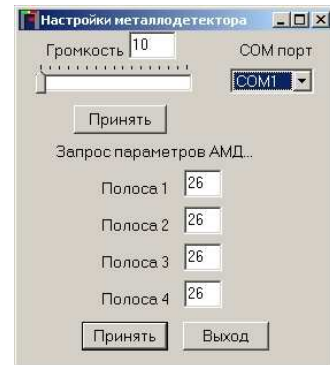 Настройки металлодетектора
Громкость 10 COM порт
COM1
Принять
Запрос параметров АМД...
Полоса 1 26
Полоса 2 26
Полоса 3 26
Полоса 4 26
Принять Выход